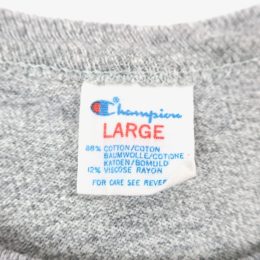 Champion
LARGE
88% COTTON/COTON
BAUMWOLLE/COTONE
KATOEN/BOMULD
12% VISCOSE RAYON
FOR CARE SEE REVER